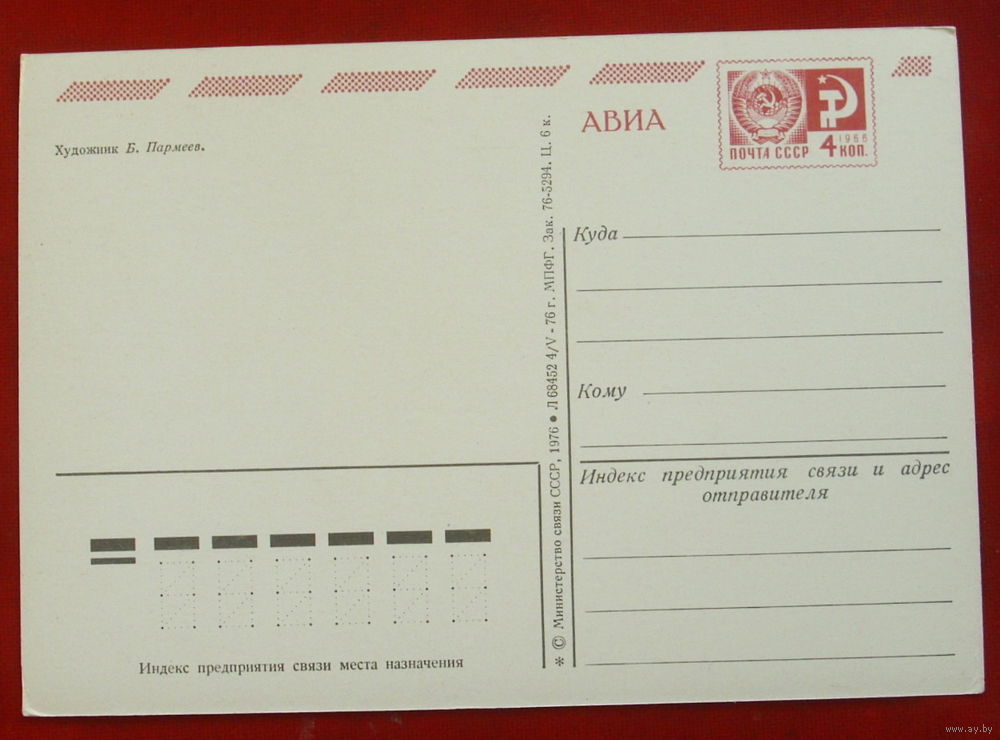 Художник Б. Пармеев.
АВИА
1966
ПОЧТА СССР 4 КОП.
* © Министерство связи СССР, 1976 ● Л 68452 4/V - 76 г. МПФГ. Зак. 76-5294. Ц. 6 к.
Куда
Кому
Индекс предприятия связи и адрес
отправителя
Индекс предприятия связи места назначения
www.ay.by